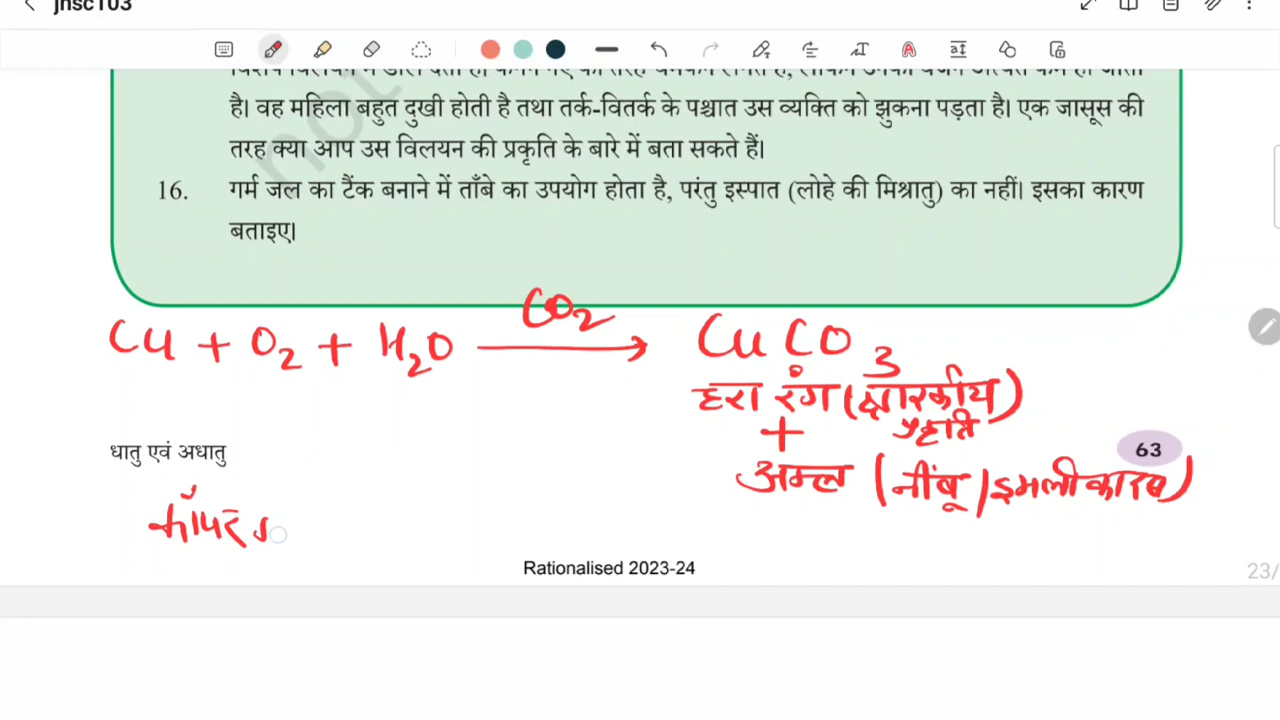 jhsc103
है। वह महिला बहुत दुखी होती है तथा तर्क-वितर्क के पश्चात उस व्यक्ति को झुकना पड़ता है। एक जासूस की
तरह क्या आप उस विलयन की प्रकृति के बारे में बता सकते हैं।
16. गर्म जल का टैंक बनाने में ताँबे का उपयोग होता है, परंतु इस्पात (लोहे की मिश्रातु) का नहीं। इसका कारण
बताइए।
not
Cu + O2 + H2O CO2 → CuCO3
हरा रंग (क्षारकीय)
प्रकृति
+
अम्ल (नींबू / इमली का रस)
धातु एवं अधातु
63
कॉपर
Rationalised 2023-24
23/